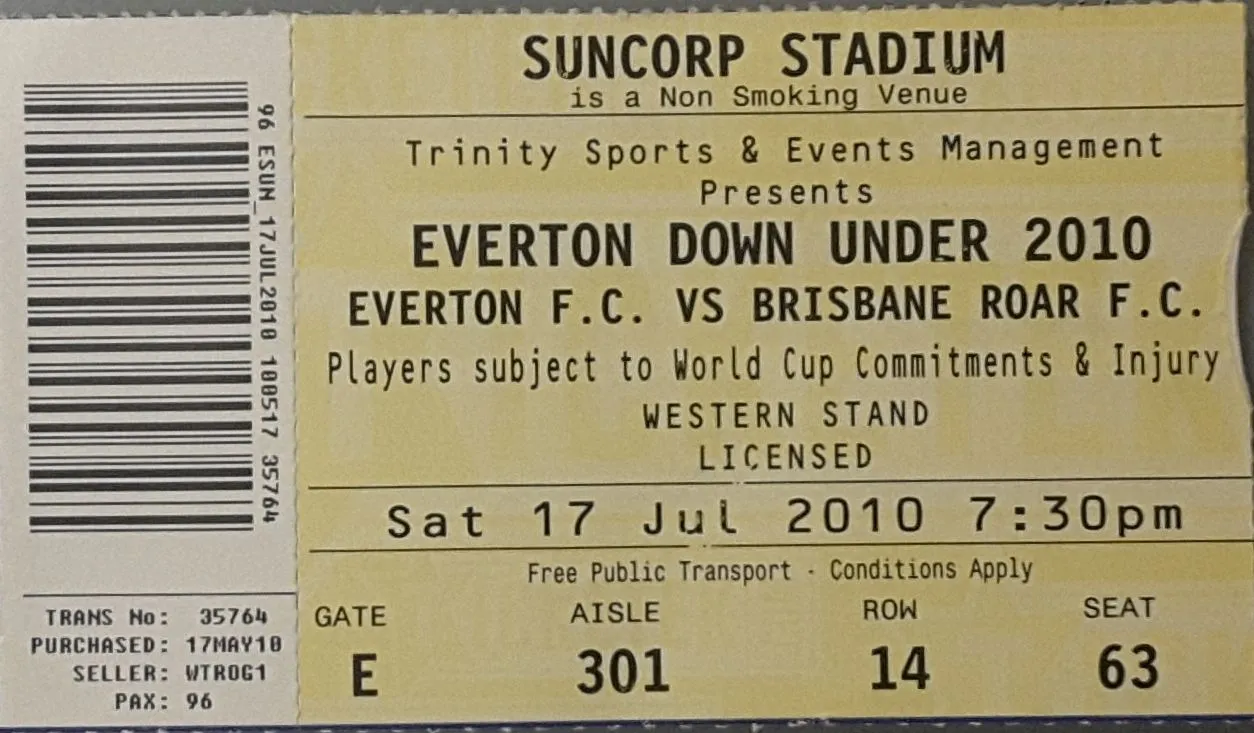 96 ESUN_17JUL2010 100517 35764
TRANS No: 35764
PURCHASED: 17MAY10
SELLER: WTROG1
PAX: 96
SUNCORP STADIUM
is a Non Smoking Venue
Trinity Sports & Events Management
Presents
EVERTON DOWN UNDER 2010
EVERTON F.C. VS BRISBANE ROAR F.C.
Players subject to World Cup Commitments & Injury
WESTERN STAND
LICENSED
Sat 17 Jul 2010 7:30pm
Free Public Transport - Conditions Apply
GATE AISLE ROW SEAT
E 301 14 63